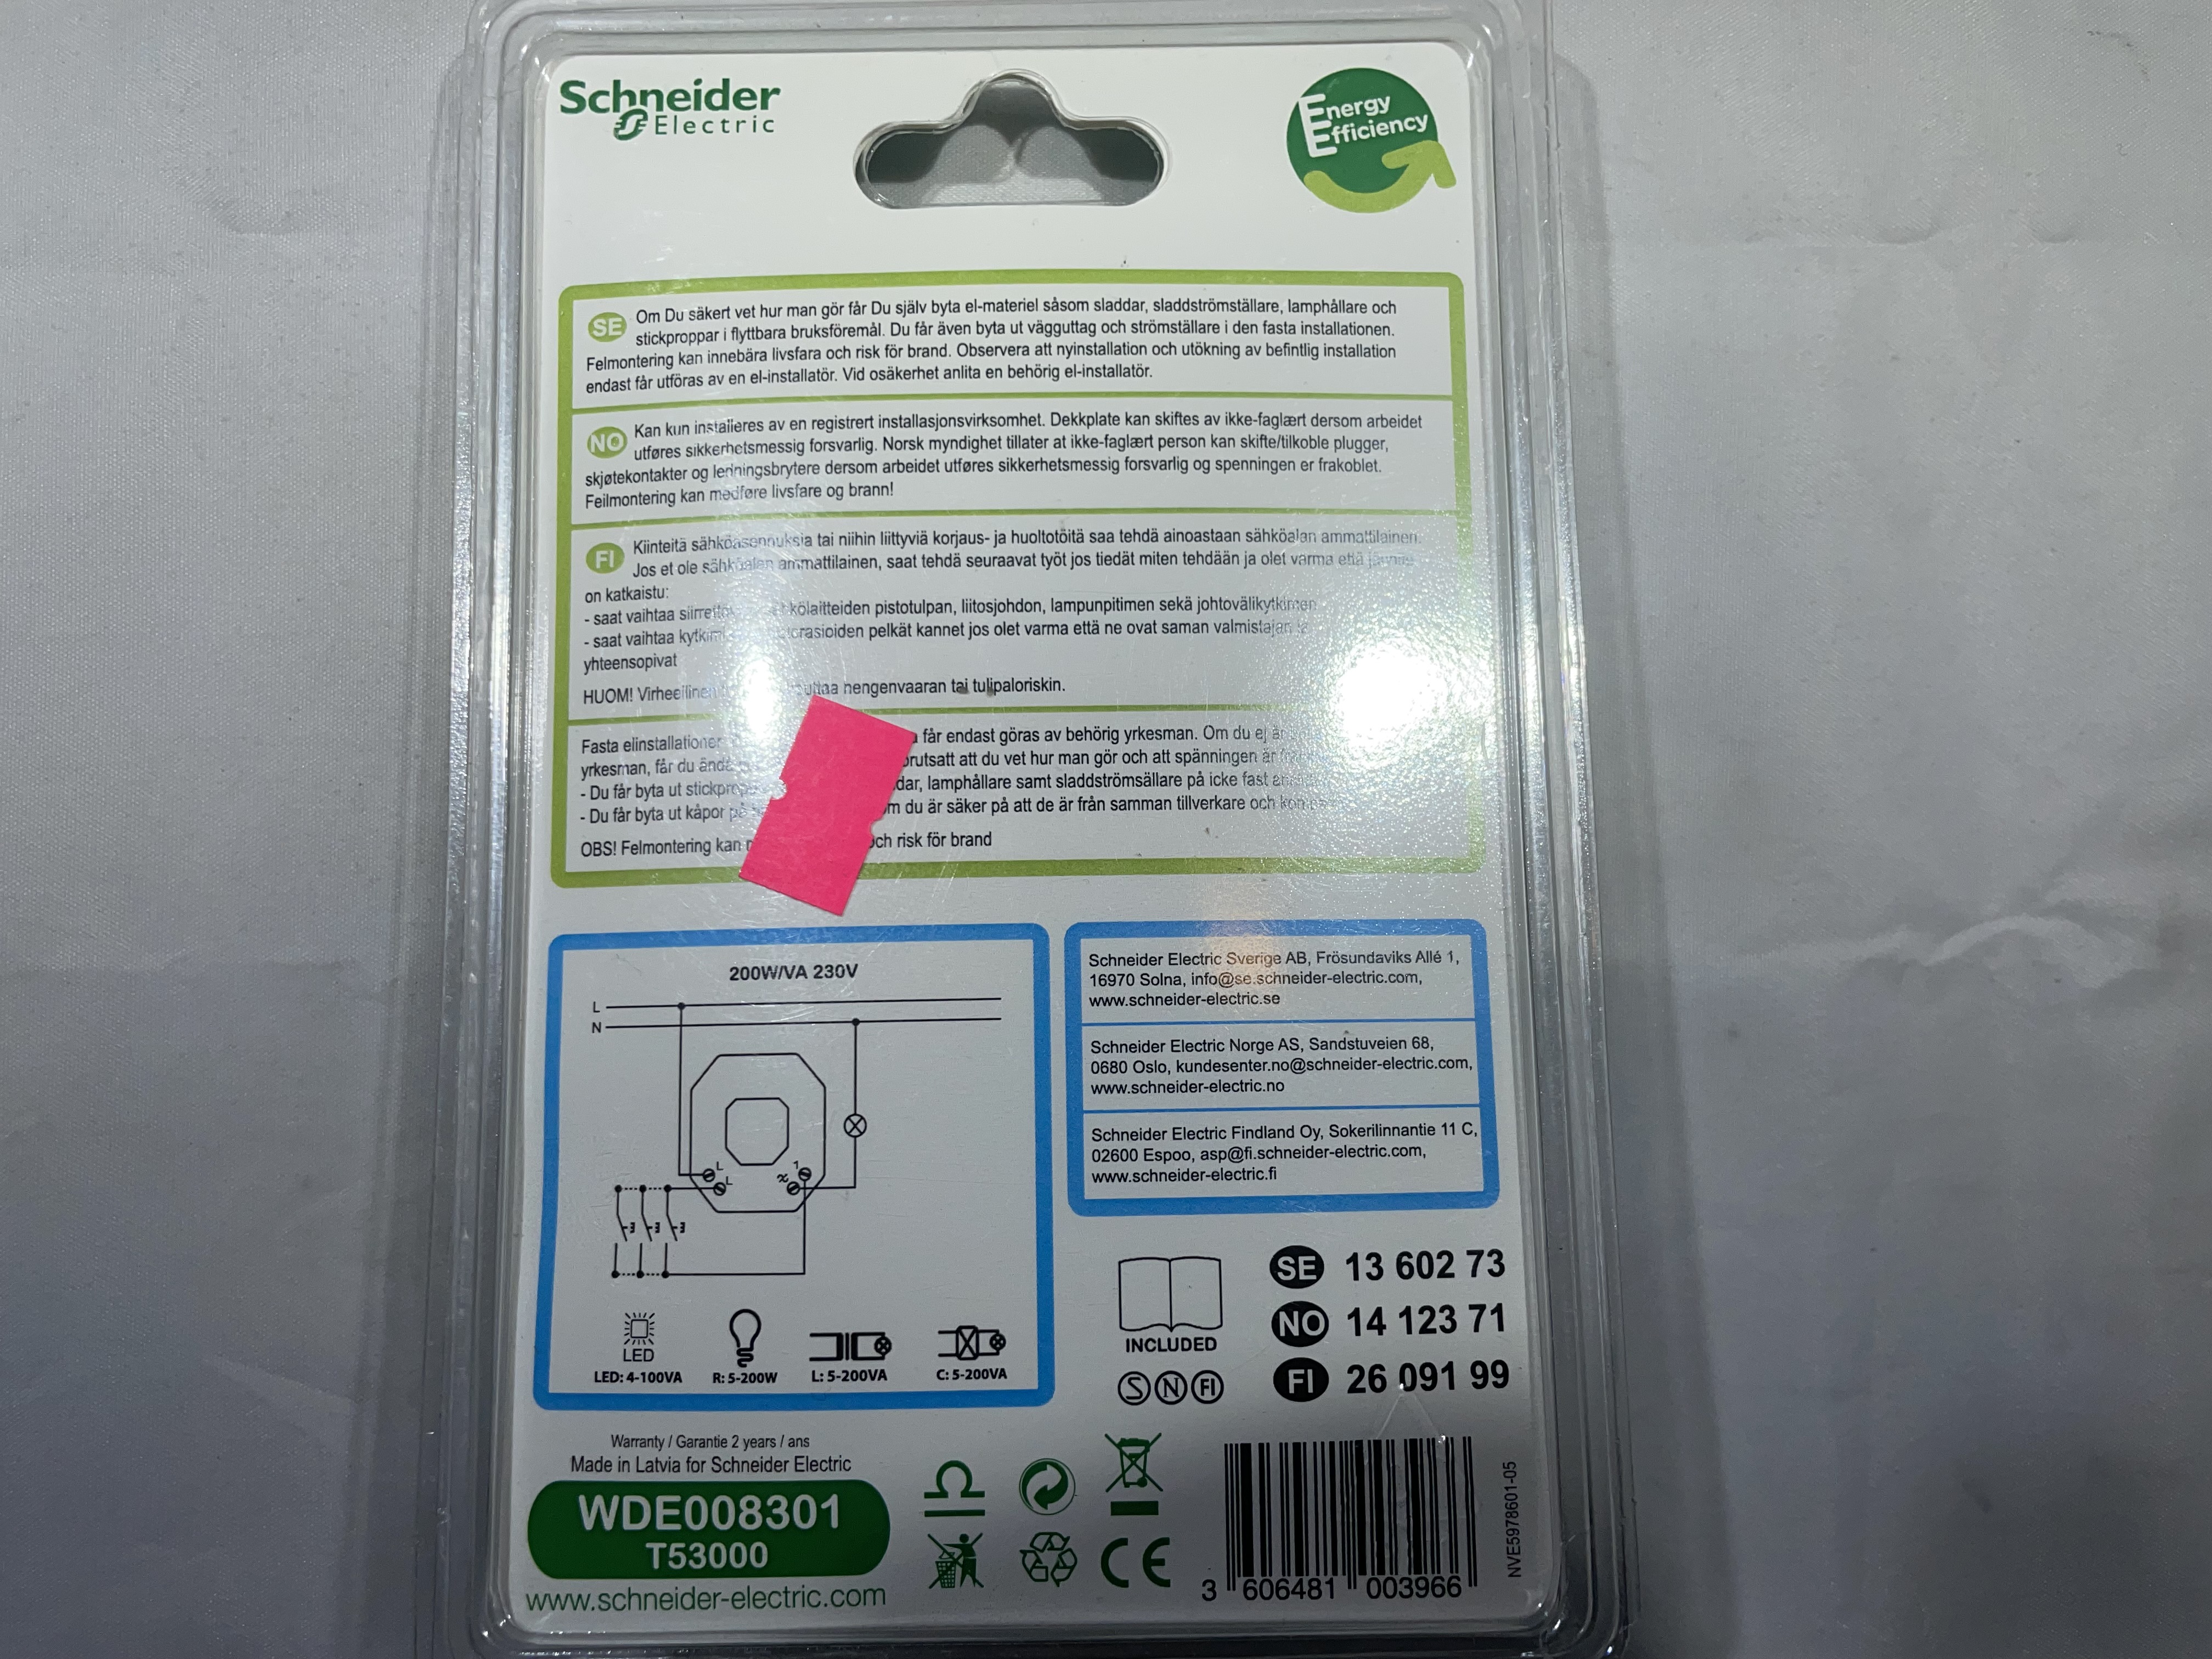 Schneider
Electric
Energy
Efficiency
SE Om Du säkert vet hur man gör får Du själv byta el-materiel såsom sladdar, sladdströmställare, lamphållare och
stickproppar i flyttbara bruksföremål. Du får även byta ut vägguttag och strömställare i den fasta installationen.
Felmontering kan innebära livsfara och risk för brand. Observera att nyinstallation och utökning av befintlig installation
endast får utföras av en el-installatör. Vid osäkerhet anlita en behörig el-installatör.
NO Kan kun installeres av en registrert installasjonsvirksomhet. Dekkplate kan skiftes av ikke-faglært dersom arbeidet
utføres sikkerhetsmessig forsvarlig. Norsk myndighet tillater at ikke-faglært person kan skifte/tilkoble plugger,
skjøtekontakter og ledningsbrytere dersom arbeidet utføres sikkerhetsmessig forsvarlig og spenningen er frakoblet.
Feilmontering kan medføre livsfare og brann!
FI Kiinteitä sähköasennuksia tai niihin liittyviä korjaus- ja huoltotöitä saa tehdä ainoastaan sähköalan ammattilainen.
Jos et ole sähköalan ammattilainen, saat tehdä seuraavat työt jos tiedät miten tehdään ja olet varma että jännite
on katkaistu:
- saat vaihtaa pistotulpan, liitosjohdon, lampunpitimen sekä johtovälikytkimen
- saat vaihtaa pelkät kannet jos olet varma että ne ovat saman valmistajan ja
yhteensopivat
HUOM! Virheellinen hengenvaaran tai tulipaloriskin.
Fasta elinstallationer får endast göras av behörig yrkesman. Om du ej är
yrkesman, får du att du vet hur man gör och att spänningen är
- Du får byta ut lamphållare samt sladdströmsällare på icke fast
- Du får byta ut kåpor på du är säker på att de är från samman tillverkare och
OBS! Felmontering kan och risk för brand
200W/VA 230V
L
N
L
L
1
≈
LED
LED: 4-100VA R: 5-200W L: 5-200VA C: 5-200VA
Schneider Electric Sverige AB, Frösundaviks Allé 1,
16970 Solna, info@se.schneider-electric.com,
www.schneider-electric.se
Schneider Electric Norge AS, Sandstuveien 68,
0680 Oslo, kundesenter.no@schneider-electric.com,
www.schneider-electric.no
Schneider Electric Findland Oy, Sokerilinnantie 11 C,
02600 Espoo, asp@fi.schneider-electric.com,
www.schneider-electric.fi
INCLUDED
S N FI
SE 13 602 73
NO 14 123 71
FI 26 091 99
Warranty / Garantie 2 years / ans
Made in Latvia for Schneider Electric
WDE008301
T53000
www.schneider-electric.com
CE
3 606481 003966
NVE5978601-05